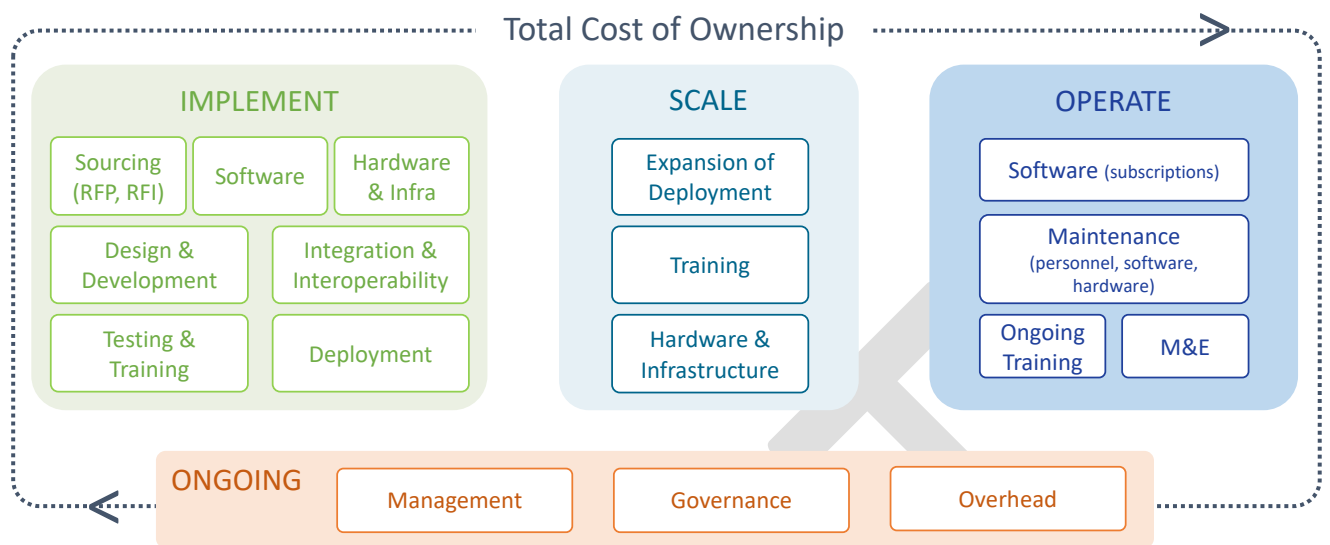 Total Cost of Ownership
IMPLEMENT
Sourcing
(RFP, RFI)
Software
Hardware
& Infra
Design &
Development
Integration &
Interoperability
Testing &
Training
Deployment
SCALE
Expansion of
Deployment
Training
Hardware &
Infrastructure
OPERATE
Software (subscriptions)
Maintenance
(personnel, software,
hardware)
Ongoing
Training
M&E
ONGOING
Management
Governance
Overhead